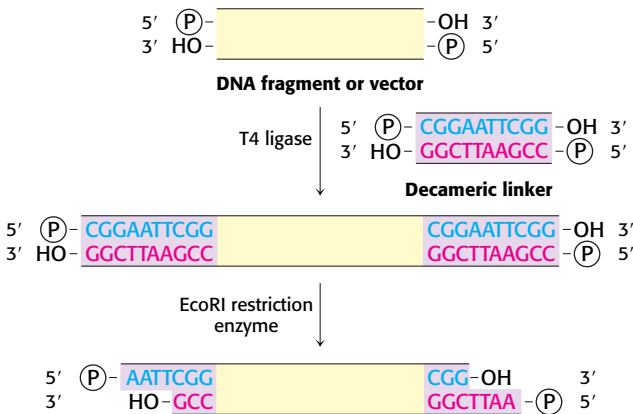 5′ P - OH 3′
3′ HO - P 5′
DNA fragment or vector
T4 ligase
5′ P - CGGAATTCGG - OH 3′
3′ HO - GGCTTAAGCC - P 5′
Decameric linker
5′ P - CGGAATTCGG CGGAATTCGG - OH 3′
3′ HO - GGCTTAAGCC GGCTTAAGCC - P 5′
EcoRI restriction
enzyme
5′ P - AATTCGG CGG - OH 3′
3′ HO - GCC GGCTTAA - P 5′